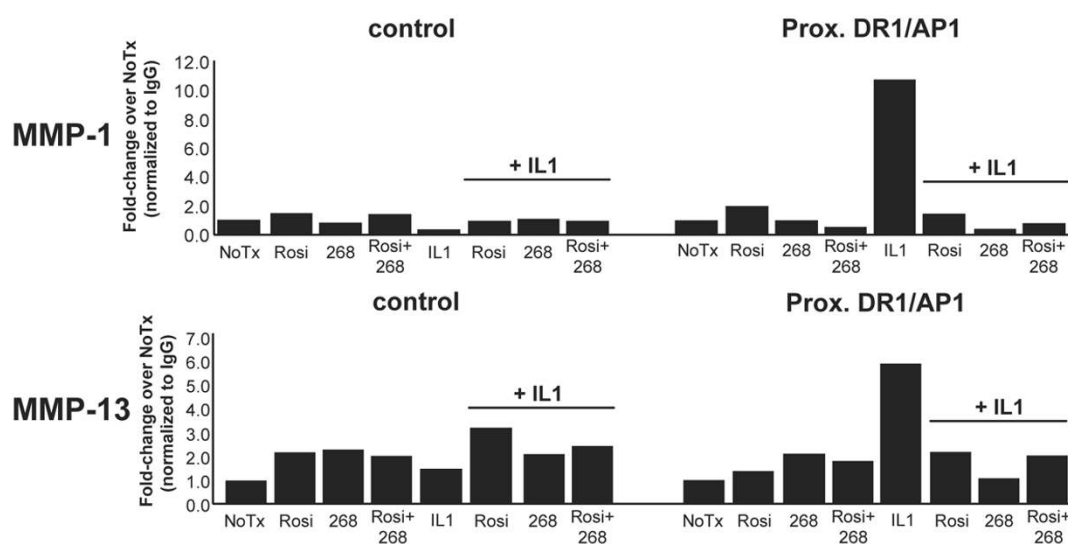 control
Prox. DR1/AP1
MMP-1
Fold-change over NoTx
(normalized to IgG)
12.0
10.0
8.0
6.0
4.0
2.0
0.0
+ IL1
+ IL1
NoTx Rosi 268 Rosi+ 268 IL1 Rosi 268 Rosi+ 268
NoTx Rosi 268 Rosi+ 268 IL1 Rosi 268 Rosi+ 268
control
Prox. DR1/AP1
MMP-13
Fold-change over NoTx
(normalized to IgG)
7.0
6.0
5.0
4.0
3.0
2.0
1.0
0.0
+ IL1
+ IL1
NoTx Rosi 268 Rosi+ 268 IL1 Rosi 268 Rosi+ 268
NoTx Rosi 268 Rosi+ 268 IL1 Rosi 268 Rosi+ 268